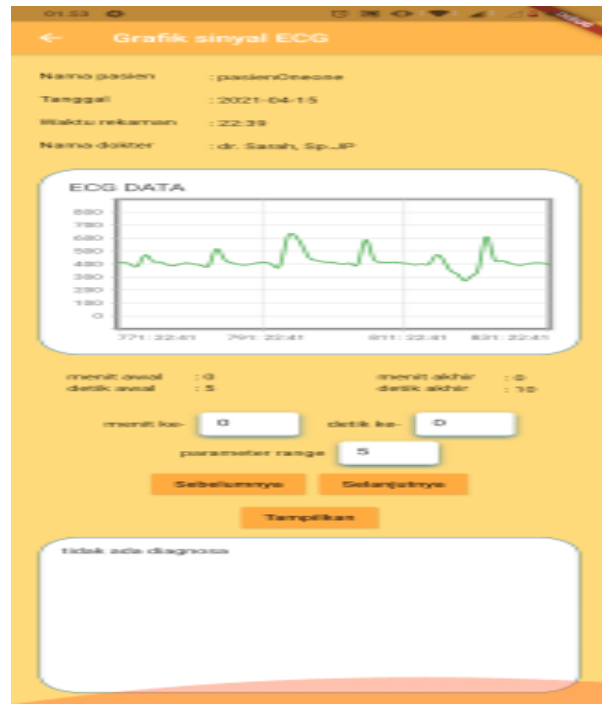 01.53
Grafik sinyal ECG
Nama pasien : pasienOneone
Tanggal : 2021-04-15
Waktu rekaman : 22:39
Nama dokter : dr. Sarah, Sp.JP
ECG DATA
800
700
600
500
400
300
200
100
0
771:22:41 791:22:41 811:22:41 831:22:41
menit awal : 0 menit akhir : 0
detik awal : 5 detik akhir : 10
menit ke- 0 detik ke- 0
parameter range 5
Sebelumnya Selanjutnya
Tampilkan
tidak ada diagnosa